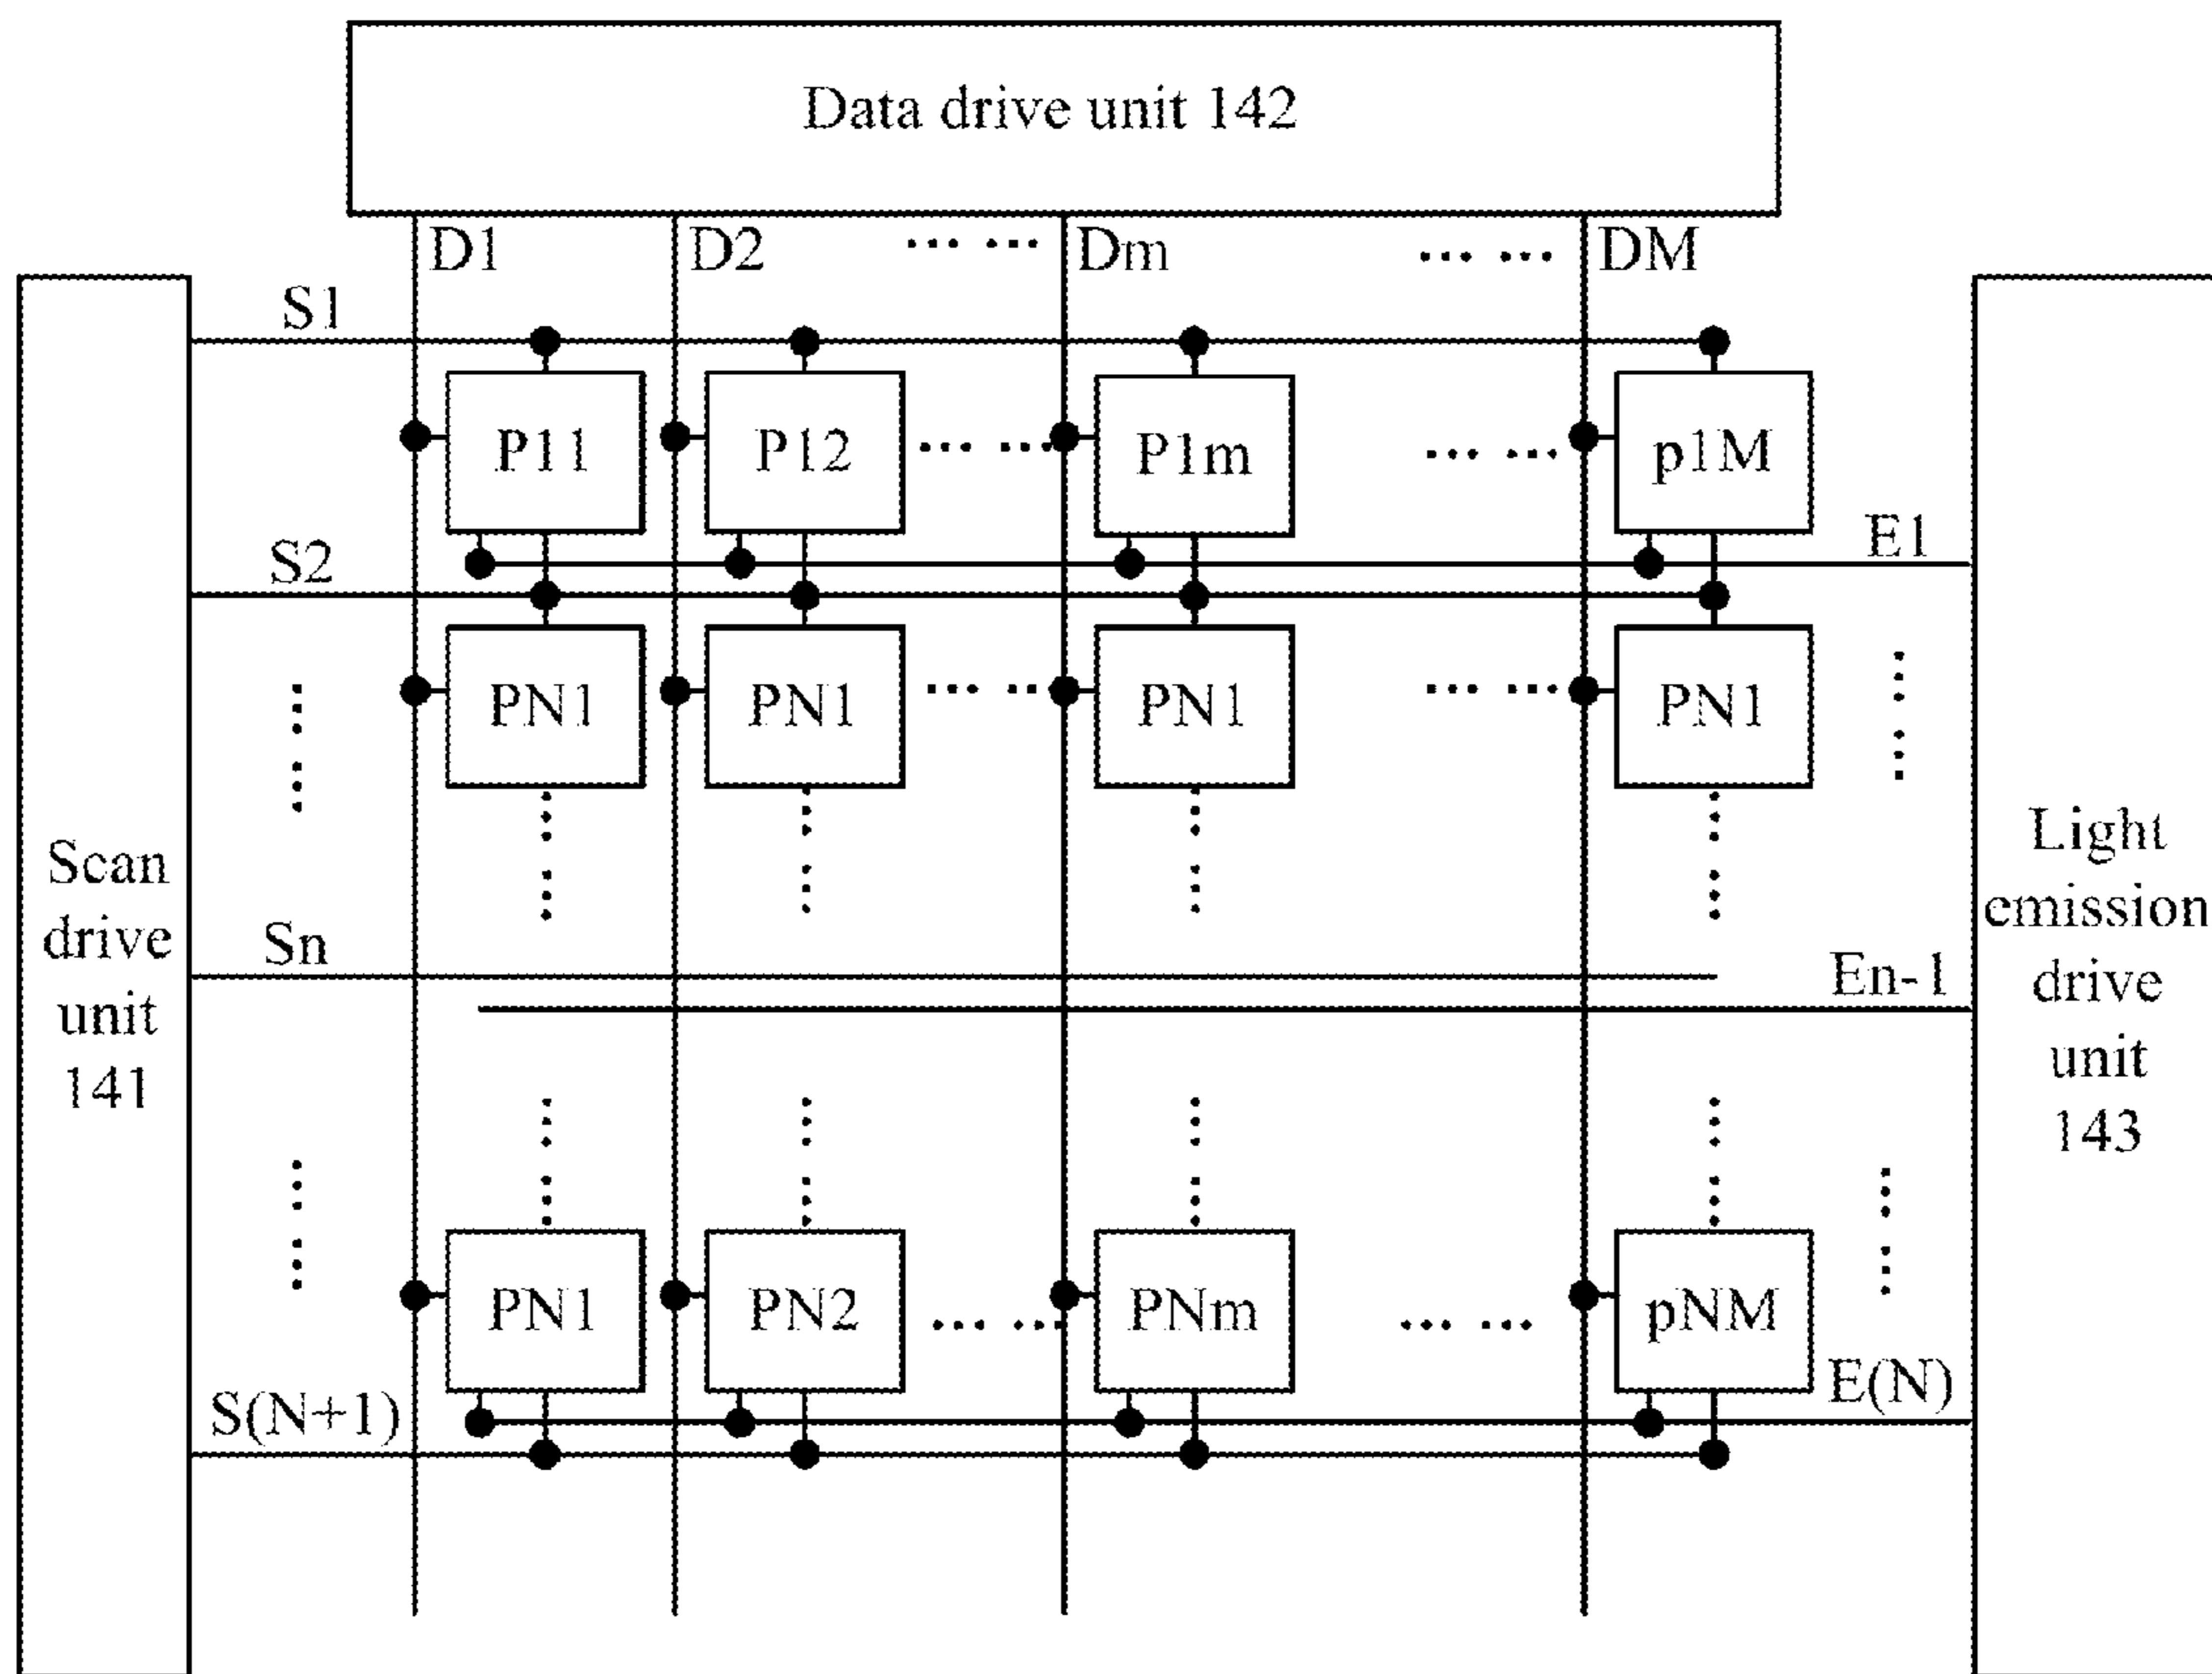 Data drive unit 142
D1 D2 ... ... Dm ... ... DM
S1
P11 P12 ... ... P1m ... ... p1M
E1
S2
PN1 PN1 ... ... PN1 ... ... PN1
Scan
drive
unit
141
Light
emission
drive
unit
143
Sn
En-1
PN1 PN2 ... ... PNm ... ... pNM
E(N)
S(N+1)